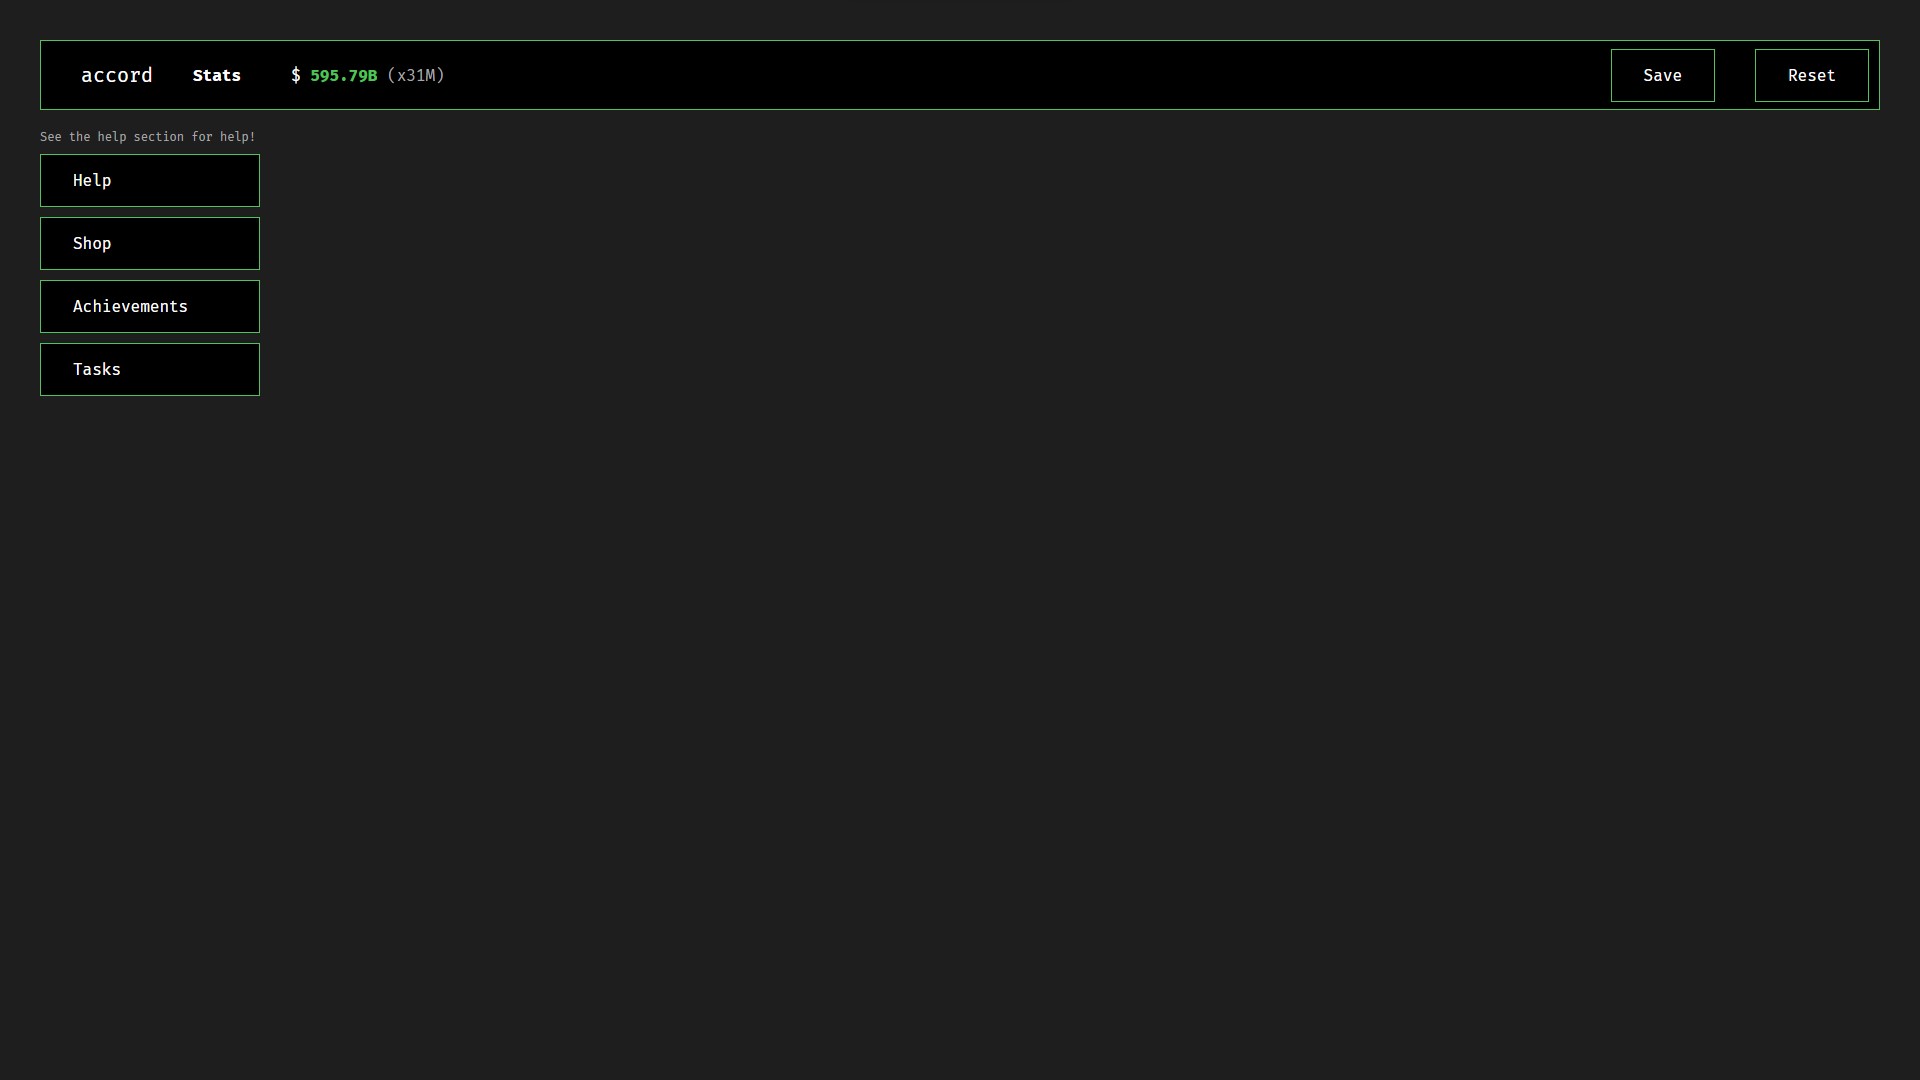 accord Stats $ 595.79B (x31M) Save Reset
See the help section for help!
Help
Shop
Achievements
Tasks